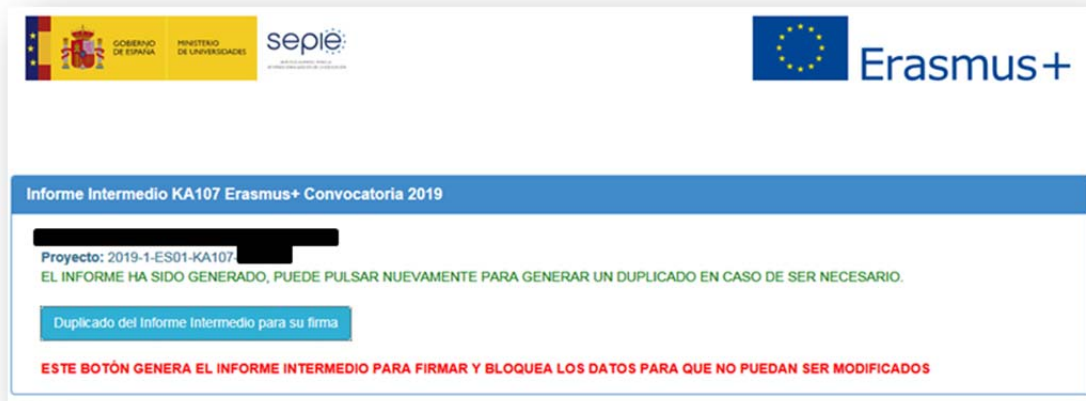 GOBIERNO
DE ESPAÑA
MINISTERIO
DE UNIVERSIDADES
sepie
Erasmus+
Informe Intermedio KA107 Erasmus+ Convocatoria 2019
Proyecto: 2019-1-ES01-KA107-
EL INFORME HA SIDO GENERADO, PUEDE PULSAR NUEVAMENTE PARA GENERAR UN DUPLICADO EN CASO DE SER NECESARIO.
Duplicado del Informe Intermedio para su firma
ESTE BOTÓN GENERA EL INFORME INTERMEDIO PARA FIRMAR Y BLOQUEA LOS DATOS PARA QUE NO PUEDAN SER MODIFICADOS